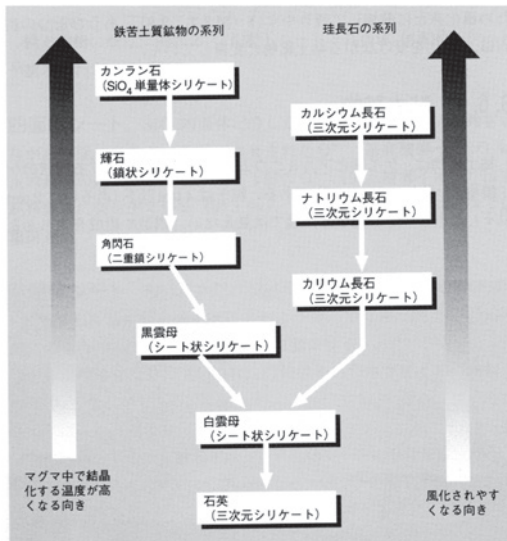 鉄苦土質鉱物の系列
珪長石の系列
カンラン石
(SiO4 単量体シリケート)
カルシウム長石
(三次元シリケート)
輝石
(鎖状シリケート)
ナトリウム長石
(三次元シリケート)
角閃石
(二重鎖シリケート)
カリウム長石
(三次元シリケート)
黒雲母
(シート状シリケート)
白雲母
(シート状シリケート)
石英
(三次元シリケート)
マグマ中で結晶
化する温度が高
くなる向き
風化されやす
くなる向き